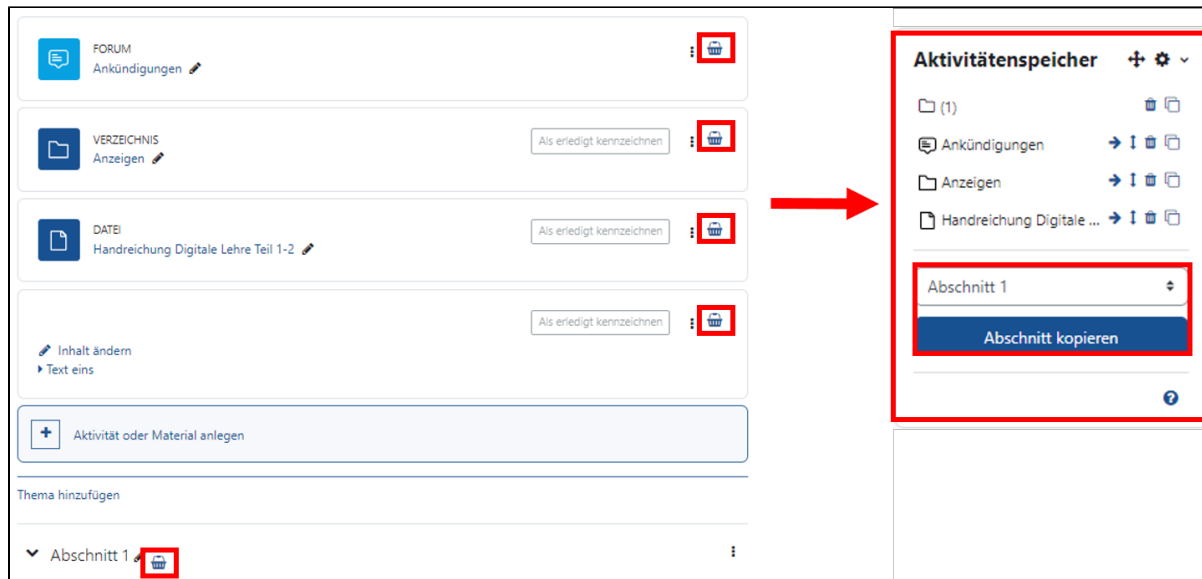 FORUM
Ankündigungen
VERZEICHNIS
Anzeigen
Als erledigt kennzeichnen
DATEI
Handreichung Digitale Lehre Teil 1-2
Als erledigt kennzeichnen
Als erledigt kennzeichnen
Inhalt ändern
Text eins
Aktivität oder Material anlegen
Thema hinzufügen
Abschnitt 1
Aktivitätenspeicher
(1)
Ankündigungen
Anzeigen
Handreichung Digitale ...
Abschnitt 1
Abschnitt kopieren